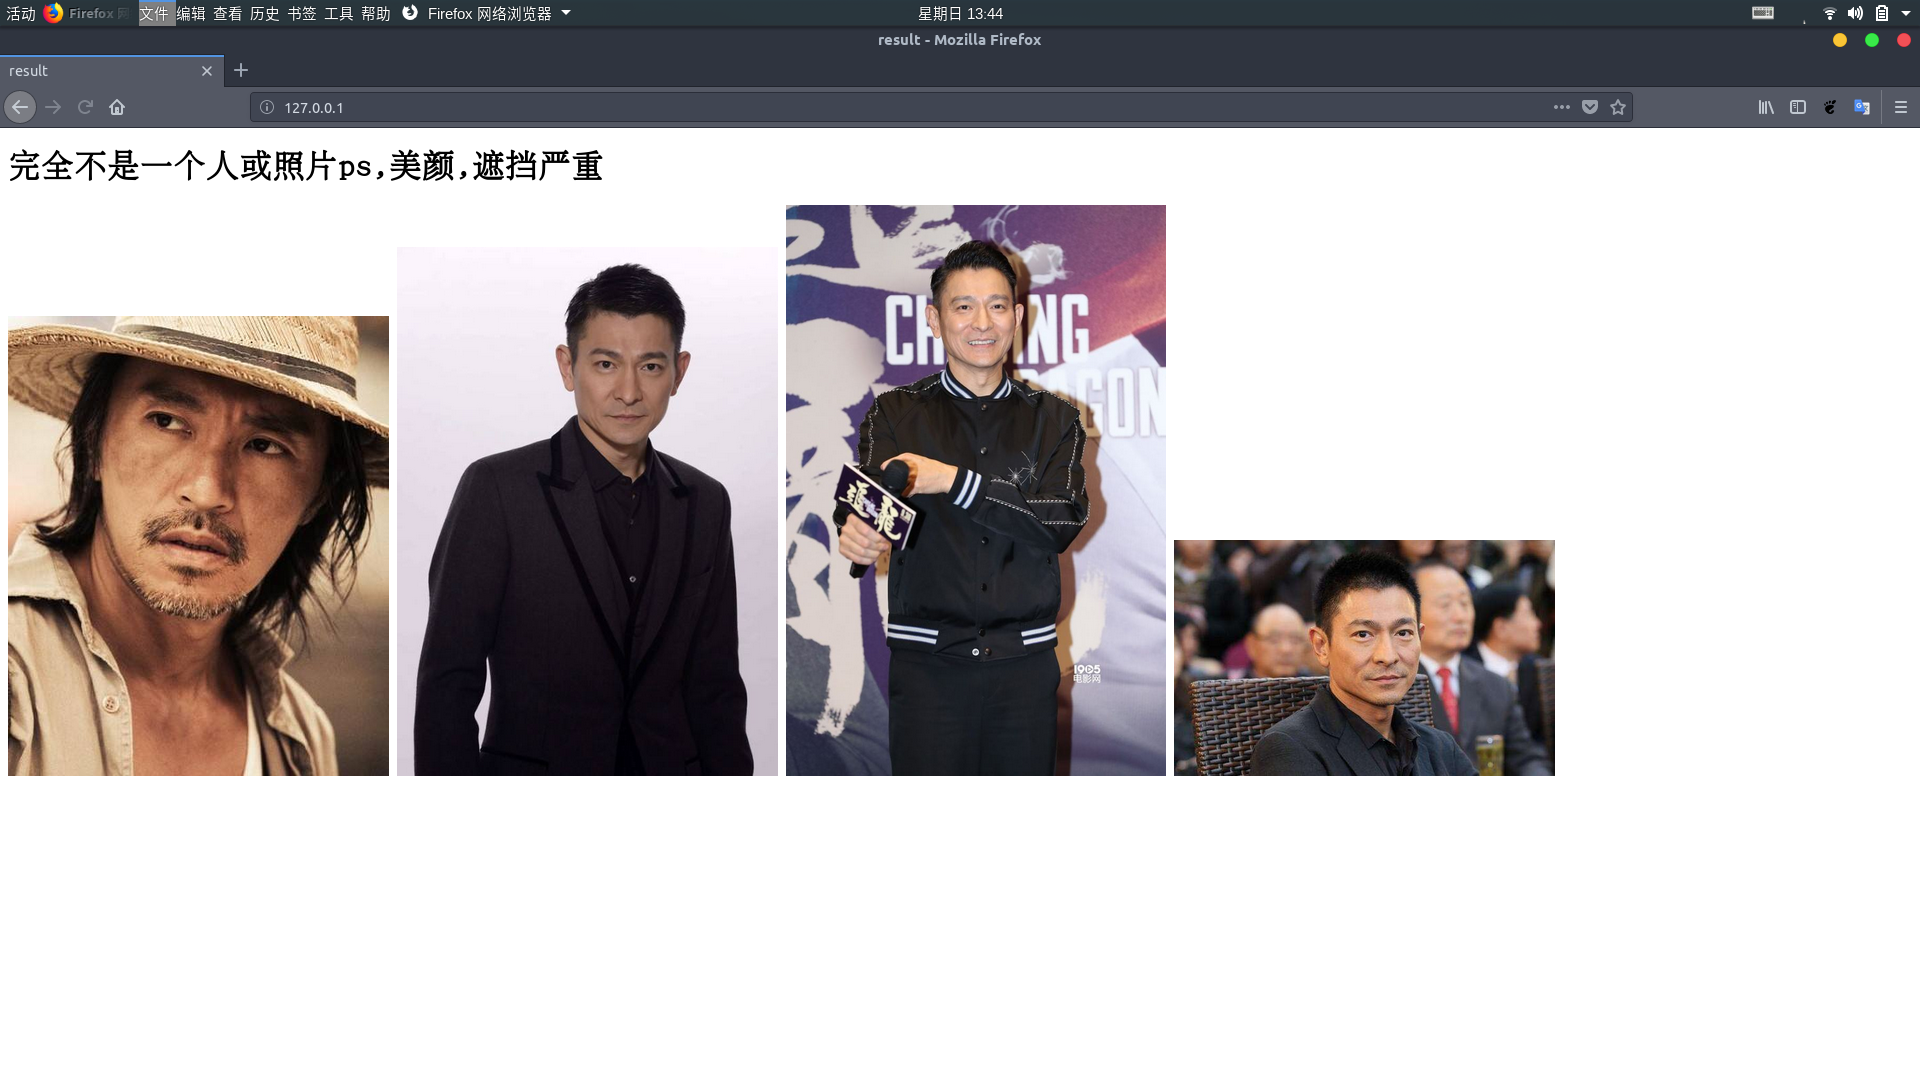 活动 Firefox 文件 编辑 查看 历史 书签 工具 帮助 Firefox 网络浏览器 星期日 13:44
result - Mozilla Firefox
result
127.0.0.1
完全不是一个人或照片ps,美颜,遮挡严重
CH
NG
AGON
追龍
1905
电影网